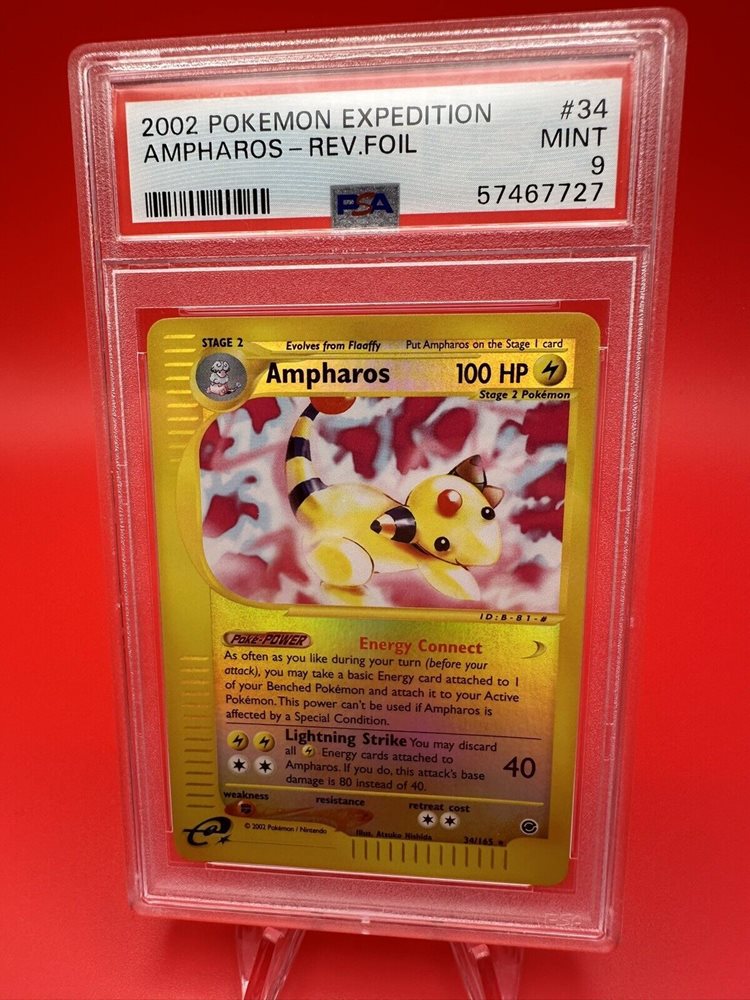 2002 POKEMON EXPEDITION #34
AMPHAROS - REV.FOIL MINT
9
PSA 57467727
STAGE 2 Evolves from Flaaffy Put Ampharos on the Stage 1 card
Ampharos 100 HP
Stage 2 Pokémon
ID:B-81-#
Poké-POWER Energy Connect
As often as you like during your turn (before your
attack), you may take a basic Energy card attached to 1
of your Benched Pokémon and attach it to your Active
Pokémon. This power can't be used if Ampharos is
affected by a Special Condition.
Lightning Strike You may discard
all Energy cards attached to
Ampharos. If you do, this attack's base
damage is 80 instead of 40.
40
weakness resistance retreat cost
e
© 2002 Pokémon / Nintendo Illus. Atsuko Nishida 34/165
PSA